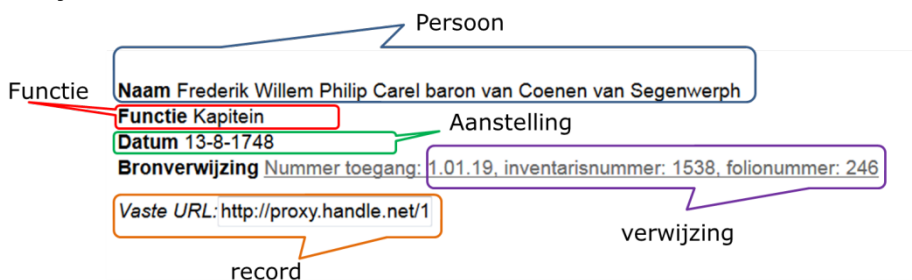 Persoon
Naam Frederik Willem Philip Carel baron van Coenen van Segenwerph
Functie
Functie Kapitein
Aanstelling
Datum 13-8-1748
Bronverwijzing Nummer toegang: 1.01.19, inventarisnummer: 1538, folionummer: 246
Vaste URL: http://proxy.handle.net/1
verwijzing
record